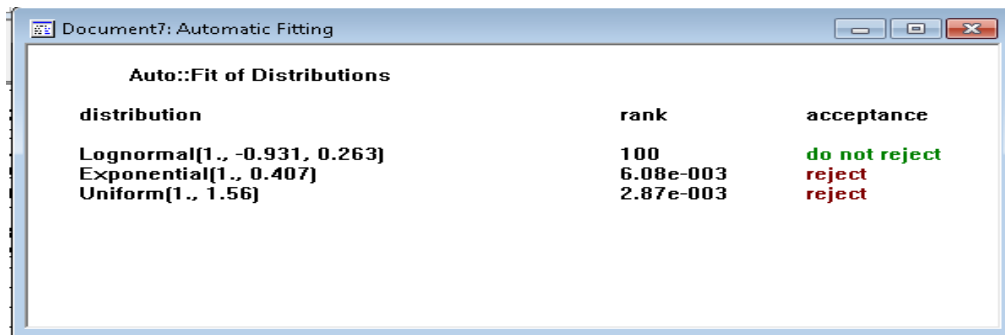 Document7: Automatic Fitting
Auto::Fit of Distributions
distribution rank acceptance
Lognormal(1., -0.931, 0.263) 100 do not reject
Exponential(1., 0.407) 6.08e-003 reject
Uniform(1., 1.56) 2.87e-003 reject